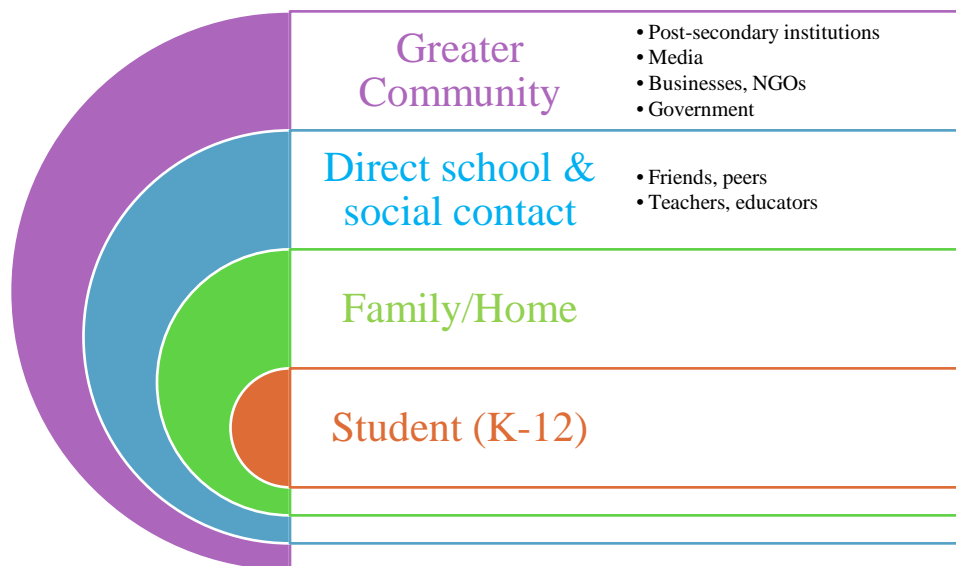 Greater
Community
• Post-secondary institutions
• Media
• Businesses, NGOs
• Government
Direct school &
social contact
• Friends, peers
• Teachers, educators
Family/Home
Student (K-12)